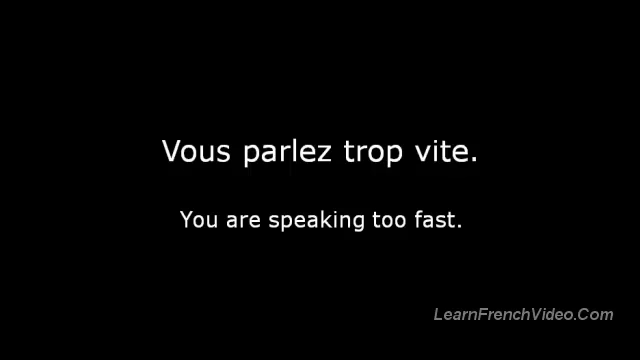 Vous parlez trop vite.
You are speaking too fast.
LearnFrenchVideo.Com